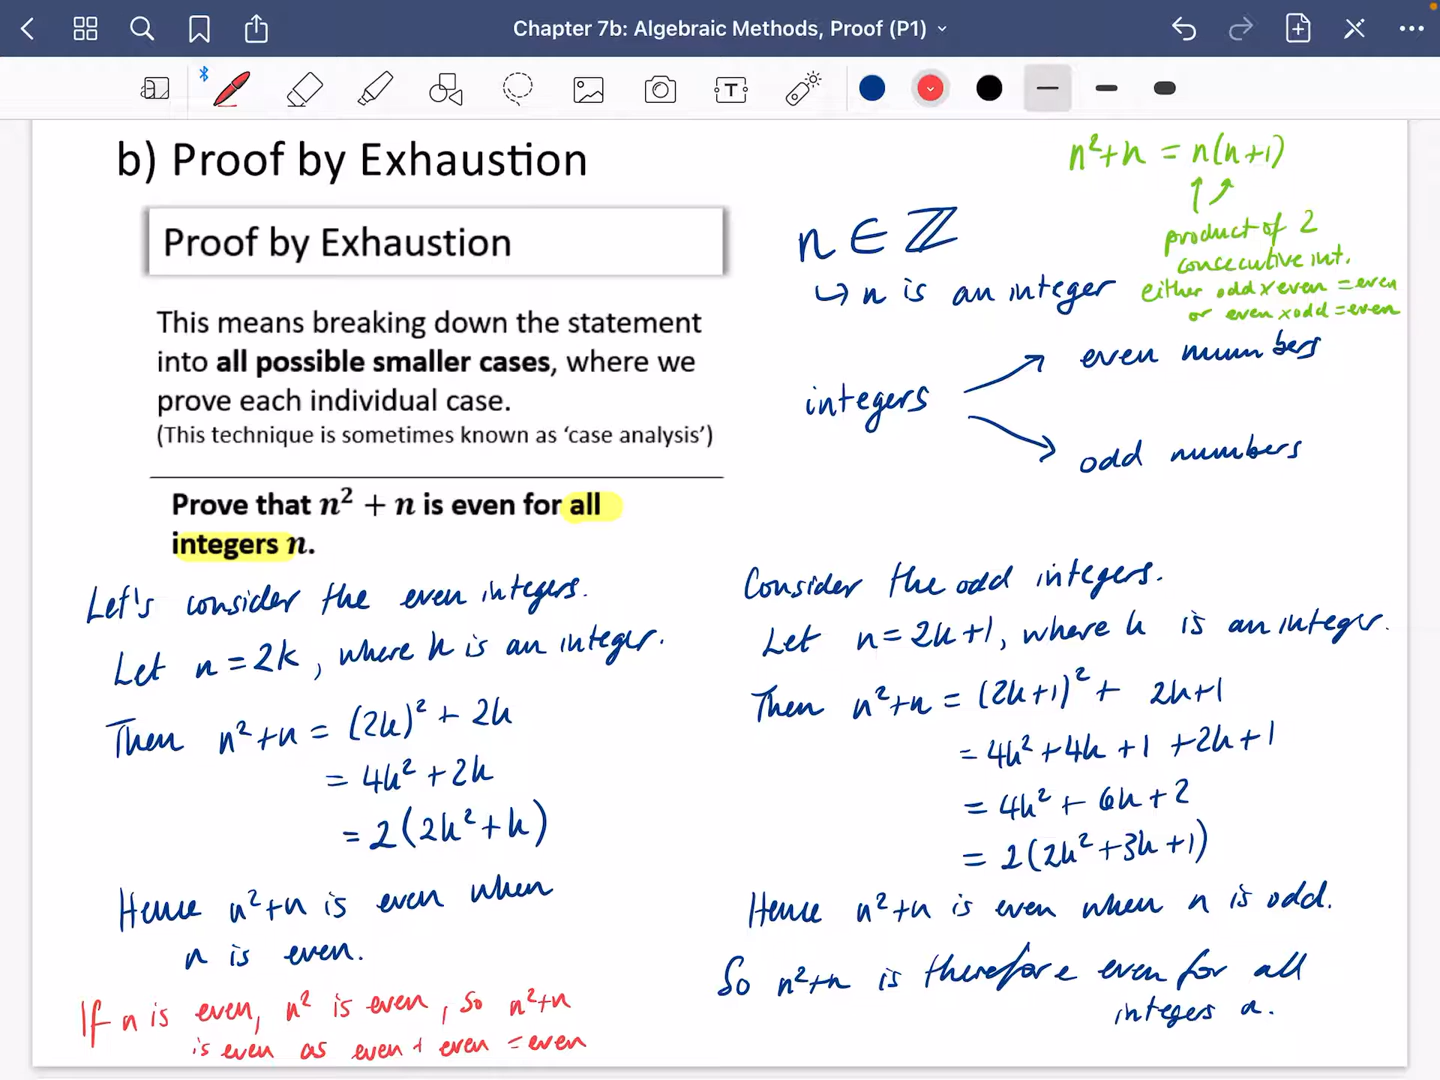 Chapter 7b: Algebraic Methods, Proof (P1)
b) Proof by Exhaustion
Proof by Exhaustion
This means breaking down the statement
into all possible smaller cases, where we
prove each individual case.
(This technique is sometimes known as ‘case analysis’)
Prove that n² + n is even for all
integers n.
n²+n = n(n+1)
product of 2
consecutive int.
either odd × even = even
or even × odd = even
n ∈ ℤ
↳ n is an integer
integers
even numbers
odd numbers
Let's consider the even integers.
Let n = 2k, where k is an integer.
Then n²+n = (2k)² + 2k
= 4k² + 2k
= 2(2k²+k)
Hence n²+n is even when
n is even.
If n is even, n² is even, so n²+n
is even as even + even = even
Consider the odd integers.
Let n = 2k+1, where k is an integer.
Then n²+n = (2k+1)² + 2k+1
= 4k² + 4k + 1 + 2k + 1
= 4k² + 6k + 2
= 2(2k² + 3k + 1)
Hence n²+n is even when n is odd.
So n²+n is therefore even for all
integers n.